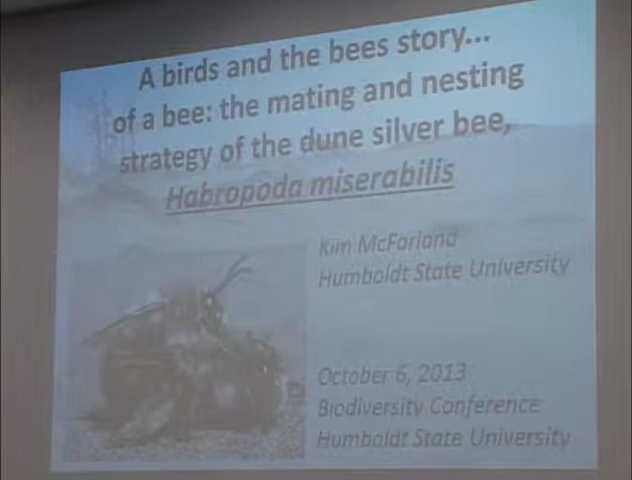 A birds and the bees story...
of a bee: the mating and nesting
strategy of the dune silver bee,
Habropoda miserabilis
Kim McFarland
Humboldt State University
October 6, 2013
Biodiversity Conference
Humboldt State University